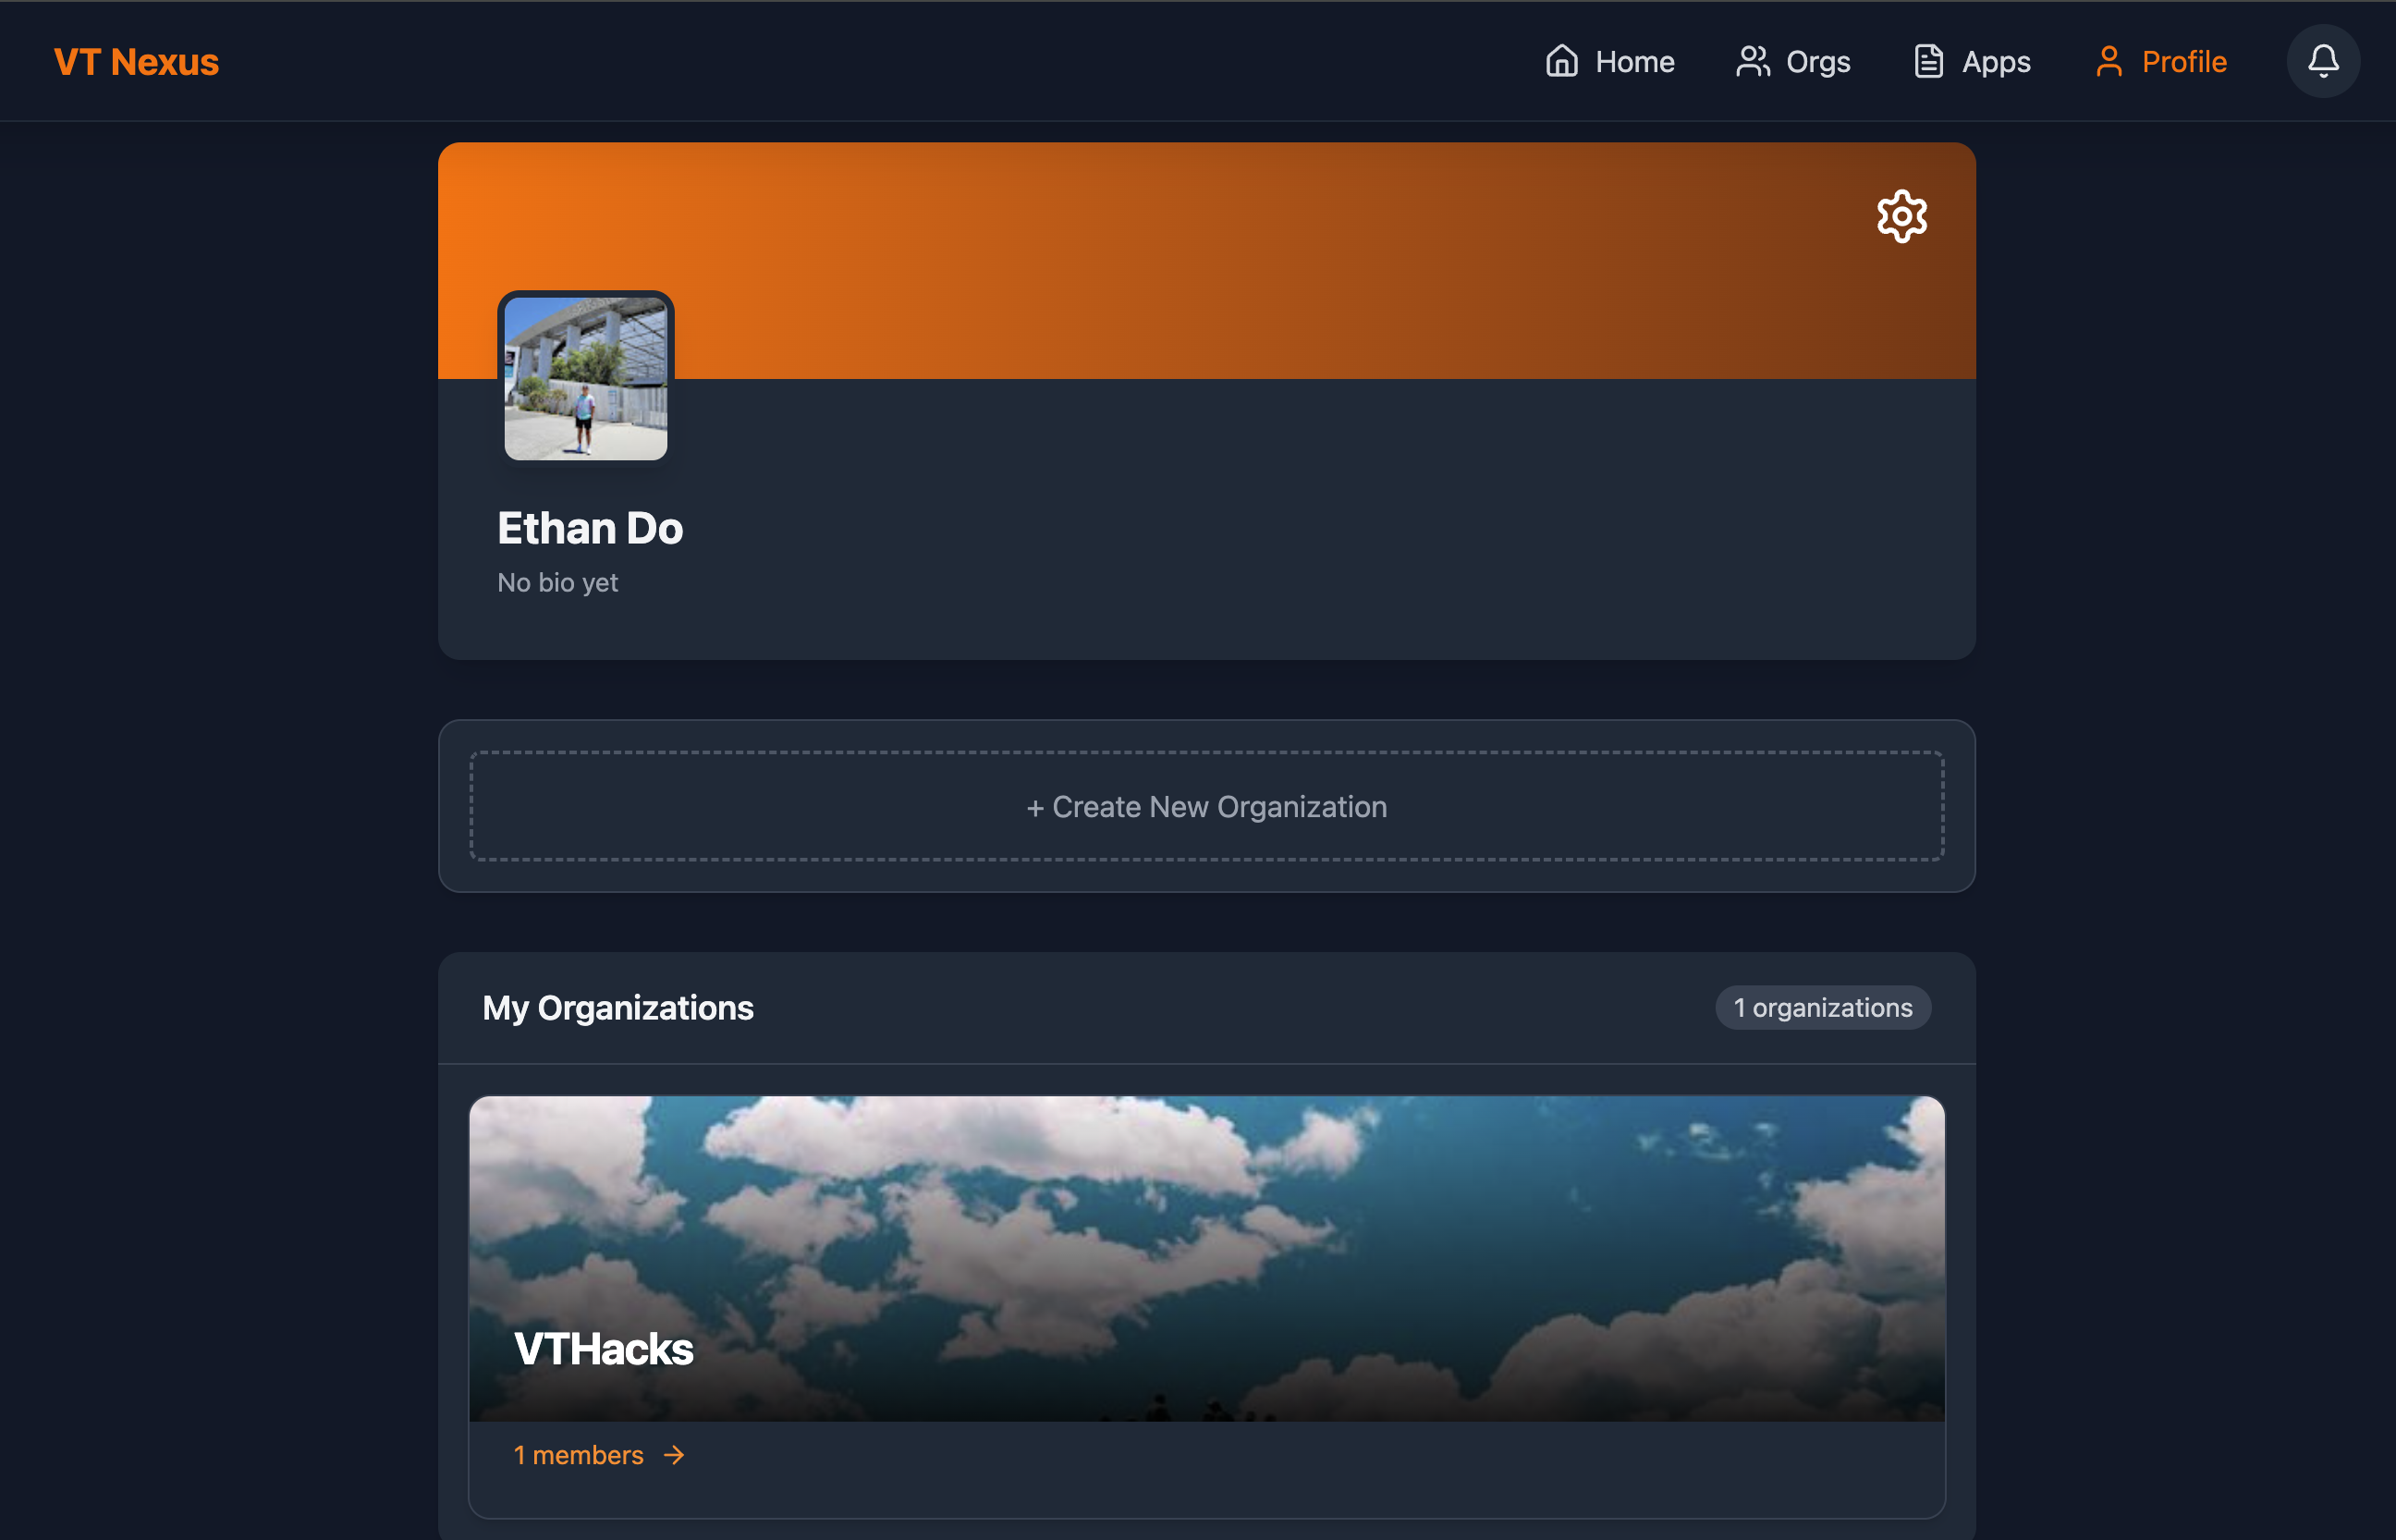 VT Nexus
Home
Orgs
Apps
Profile
Ethan Do
No bio yet
+ Create New Organization
My Organizations
1 organizations
VTHacks
1 members →